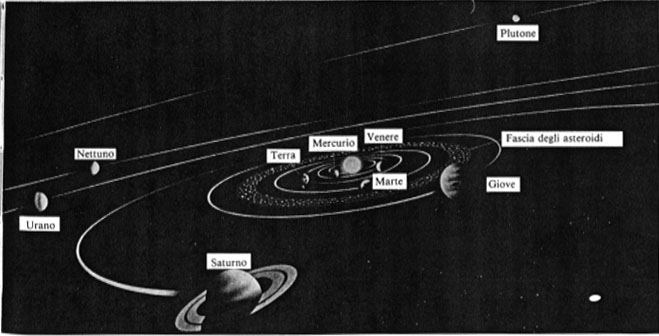 Plutone
Fascia degli asteroidi
Venere
Mercurio
Nettuno
Terra
Marte
Giove
Urano
Saturno